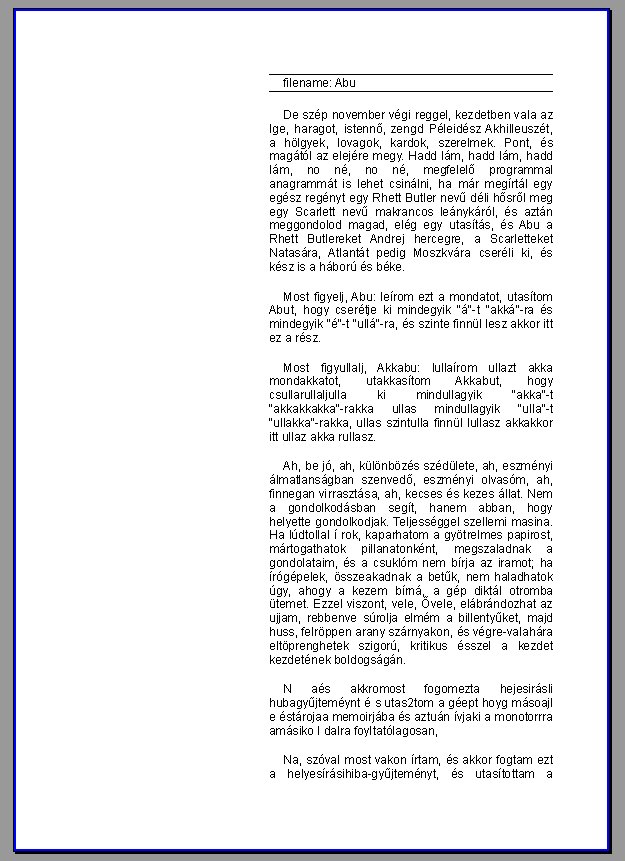 filename: Abu
De szép november végi reggel, kezdetben vala az
Ige, haragot, istennő, zengd Péleidész Akhilleuszét,
a hölgyek, lovagok, kardok, szerelmek. Pont, és
magától az elejére megy. Hadd lám, hadd lám, hadd
lám, no né, no né, megfelelő programmal
anagrammát is lehet csinálni, ha már megírtál egy
egész regényt egy Rhett Butler nevű déli hősről meg
egy Scarlett nevű makrancos leánykáról, és aztán
meggondolod magad, elég egy utasítás, és Abu a
Rhett Butlereket Andrej hercegre, a Scarletteket
Natasára, Atlantát pedig Moszkvára cseréli ki, és
kész is a háború és béke.
Most figyelj, Abu: leírom ezt a mondatot, utasítom
Abut, hogy cserétje ki mindegyik "á"-t "akká"-ra és
mindegyik "é"-t "ullá"-ra, és szinte finnül lesz akkor itt
ez a rész.
Most figyullalj, Akkabu: lullaírom ullazt akka
mondakkatot, utakkasítom Akkabut, hogy
csullarullaljulla ki mindullagyik "akka"-t
"akkakkakka"-rakka ullas mindullagyik "ulla"-t
"ullakka"-rakka, ullas szintulla finnül lullasz akkakkor
itt ullaz akka rullasz.
Ah, be jó, ah, különbözés szédülete, ah, eszményi
álmatlanságban szenvedő, eszményi olvasóm, ah,
finnegan virrasztása, ah, kecses és kezes állat. Nem
a gondolkodásban segít, hanem abban, hogy
helyette gondolkodjak. Teljességgel szellemi masina.
Ha lúdtollal í rok, kaparhatom a gyötrelmes papirost,
mártogathatok pillanatonként, megszaladnak a
gondolataim, és a csuklóm nem bírja az iramot; ha
írógépelek, összeakadnak a betűk, nem haladhatok
úgy, ahogy a kezem bírná, a gép diktál otromba
ütemet. Ezzel viszont, vele, Ővele, elábrándozhat az
ujjam, rebbenve súrolja elmém a billentyűket, majd
huss, felröppen arany szárnyakon, és végre-valahára
eltöprenghetek szigorú, kritikus ésszel a kezdet
kezdetének boldogságán.
N aés akkromost fogomezta hejesirásli
hubagyűjteméynt é s utas2tom a géept hoyg másoajl
e éstárojaa memoirjába és aztuán ívjaki a monotorrra
amásiko l dalra foyltatólagosan,
Na, szóval most vakon írtam, és akkor fogtam ezt
a helyesírásihiba-gyűjteményt, és utasítottam a